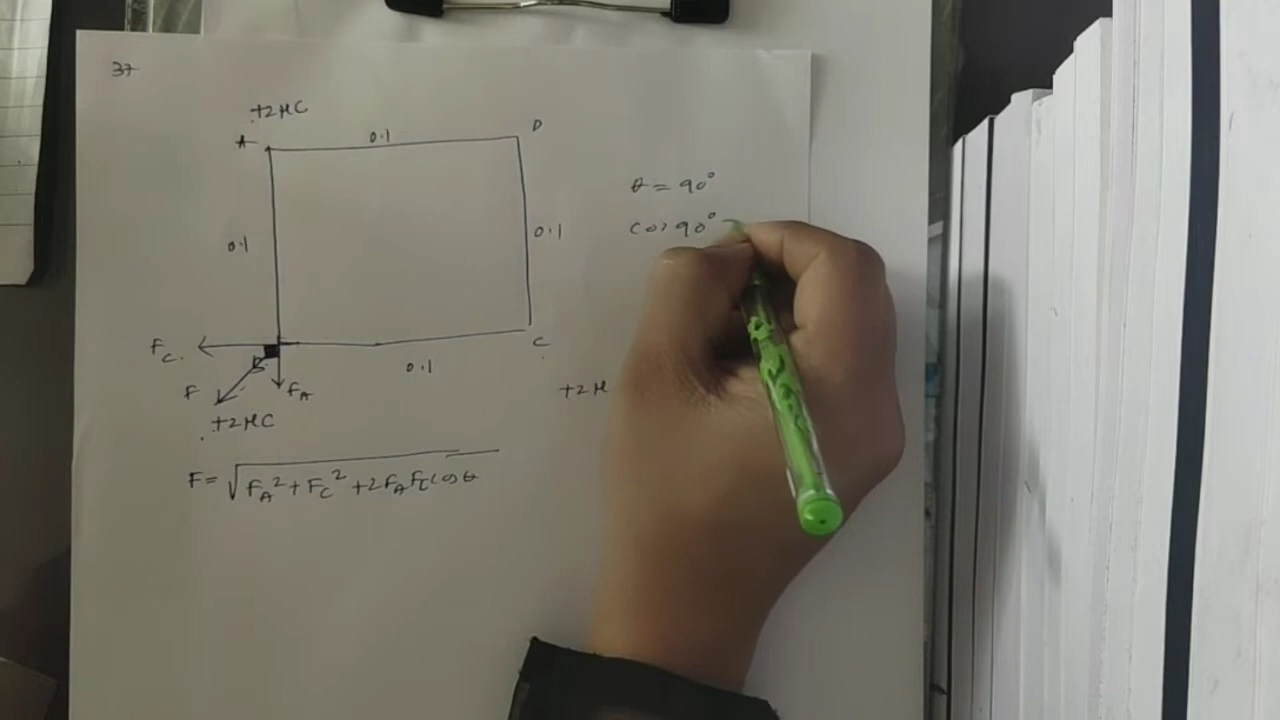 37
+2μC
A
0.1
D
θ = 90°
cos 90°
0.1
0.1
F_C
C
0.1
F
F_A
+2μ
+2μC
F = √F_A² + F_C² + 2F_A F_C cos θ